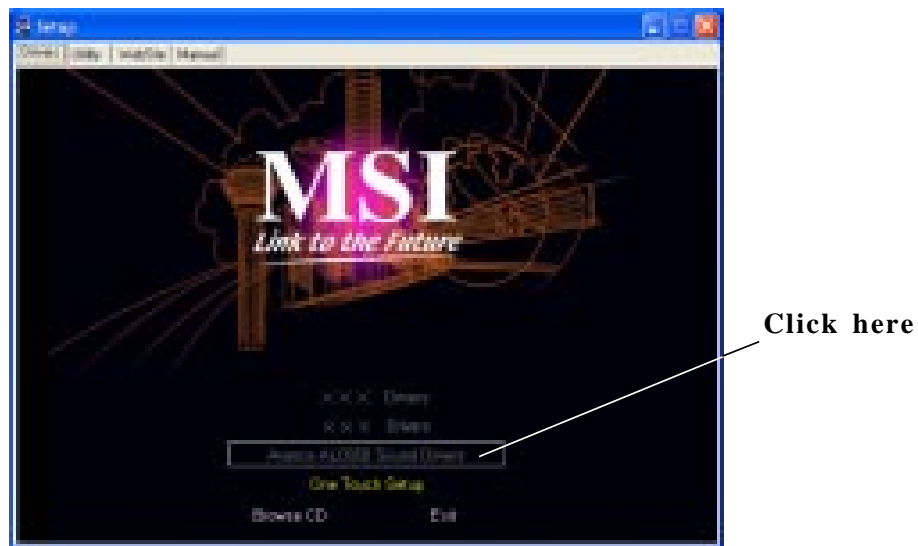 Setup
Driver Utility WebSite Manual
MSI
Link to the Future
Click here
X X X Drivers
X X X Drivers
Sound Drivers
One Touch Setup
Browse CD Exit